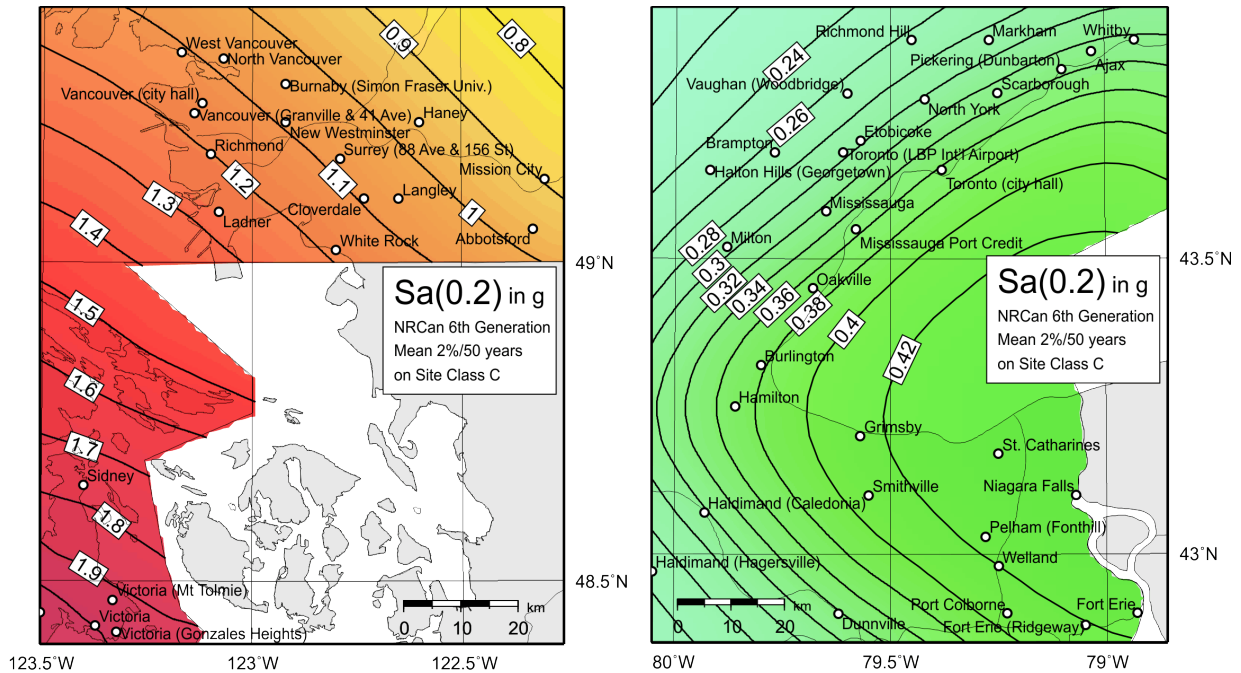 0.9
0.8
West Vancouver
North Vancouver
Burnaby (Simon Fraser Univ.)
Vancouver (city hall)
Vancouver (Granville & 41 Ave)
Haney
New Westminster
Richmond
Surrey (88 Ave & 156 St)
Mission City
1.2
1.1
1.3
Langley
Cloverdale
1
Ladner
1.4
White Rock
Abbotsford
49°N
Sa(0.2) in g
NRCan 6th Generation
Mean 2%/50 years
on Site Class C
1.5
1.6
1.7
Sidney
1.8
1.9
48.5°N
Victoria (Mt Tolmie)
Victoria
Victoria (Gonzales Heights)
km
0 10 20
123.5°W
123°W
122.5°W
Richmond Hill
Markham
Whitby
0.24
Pickering (Dunbarton)
Ajax
Vaughan (Woodbridge)
Scarborough
North York
0.26
Etobicoke
Brampton
Toronto (LBP Int'l Airport)
Halton Hills (Georgetown)
Toronto (city hall)
Mississauga
0.28
Milton
Mississauga Port Credit
43.5°N
0.3
0.32
0.34
0.36
0.38
Oakville
0.4
Sa(0.2) in g
NRCan 6th Generation
Mean 2%/50 years
on Site Class C
0.42
Burlington
Hamilton
Grimsby
St. Catharines
Smithville
Niagara Falls
Haldimand (Caledonia)
Pelham (Fonthill)
43°N
Welland
Haldimand (Hagersville)
km
0 10 20
Port Colborne
Fort Erie
Dunnville
Fort Erie (Ridgeway)
80°W
79.5°W
79°W